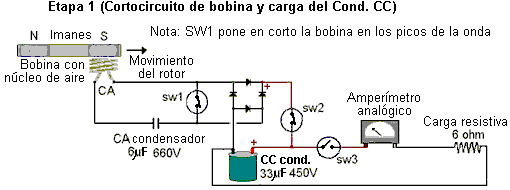 Etapa 1 (Cortocircuito de bobina y carga del Cond. CC)
Nota: SW1 pone en corto la bobina en los picos de la onda
N Imanes S
Bobina con
núcleo de aire
Movimiento
del rotor
CA
sw1
sw2
Amperímetro
analógico
Carga resistiva
6 ohm
CA condensador
6µF 660V
+
+
CC cond.
33µF 450V
sw3